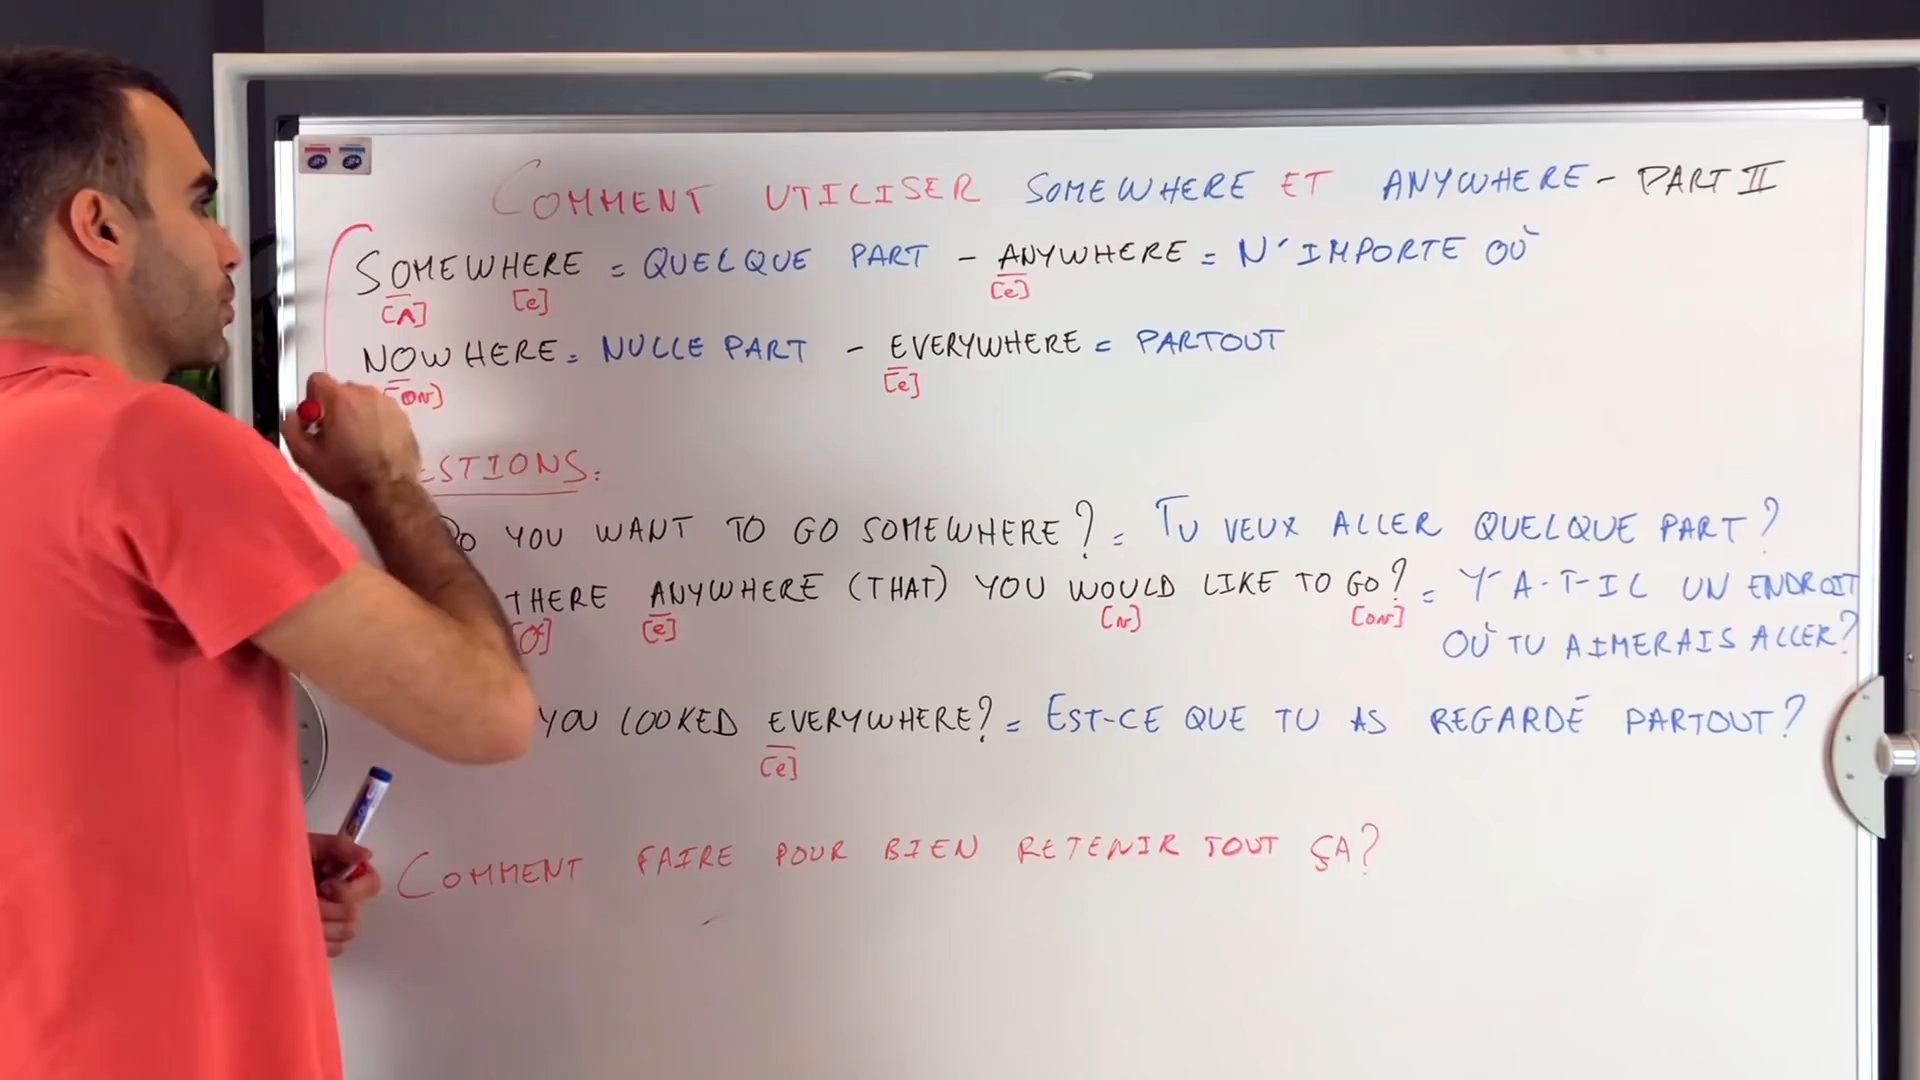 COMMENT UTILISER SOMEWHERE ET ANYWHERE - PART II
SOMEWHERE = QUELQUE PART - ANYWHERE = N'IMPORTE OÙ
[ʌ] [e] [e]
NOWHERE = NULLE PART - EVERYWHERE = PARTOUT
[e]
ESTIONS:
DO YOU WANT TO GO SOMEWHERE? = TU VEUX ALLER QUELQUE PART?
THERE ANYWHERE (THAT) YOU WOULD LIKE TO GO? = Y A-T-IL UN ENDROIT
[e]
OÙ TU AIMERAIS ALLER?
YOU LOOKED EVERYWHERE? = EST-CE QUE TU AS REGARDÉ PARTOUT?
[e]
COMMENT FAIRE POUR BIEN RETENIR TOUT ÇA?